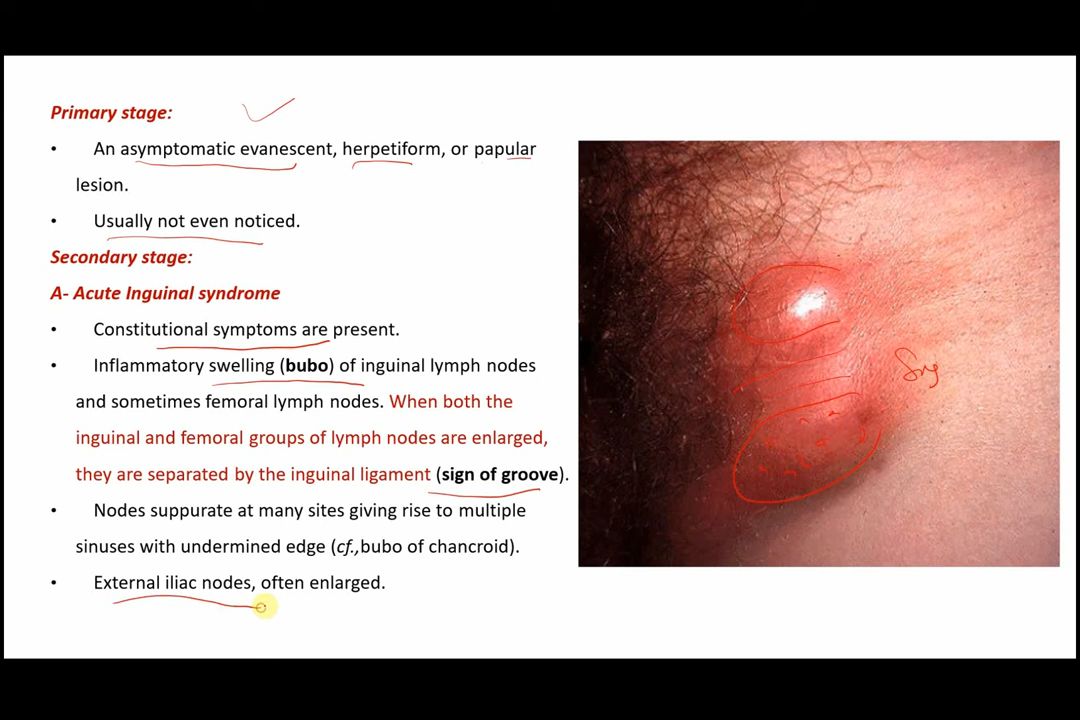 Primary stage:
• An asymptomatic evanescent, herpetiform, or papular
lesion.
• Usually not even noticed.
Secondary stage:
A- Acute Inguinal syndrome
• Constitutional symptoms are present.
• Inflammatory swelling (bubo) of inguinal lymph nodes
and sometimes femoral lymph nodes. When both the
inguinal and femoral groups of lymph nodes are enlarged,
they are separated by the inguinal ligament (sign of groove).
• Nodes suppurate at many sites giving rise to multiple
sinuses with undermined edge (cf.,bubo of chancroid).
• External iliac nodes, often enlarged.